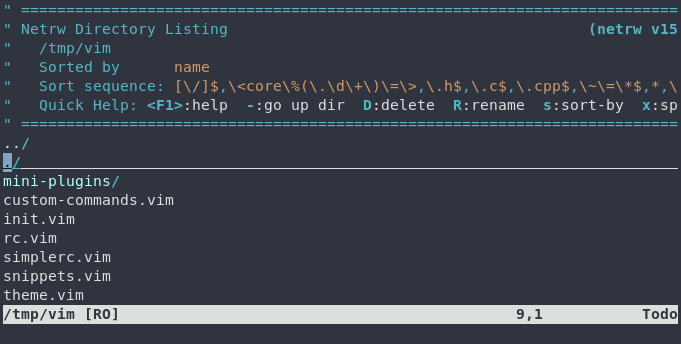 " =========================================================================
" Netrw Directory Listing                                        (netrw v15
"   /tmp/vim
"   Sorted by      name
"   Sort sequence: [\/]$,\<core\%(\.\d\+\)\=\>,\.h$,\.c$,\.cpp$,\~\=\*$,*,\
"   Quick Help: <F1>:help  -:go up dir  D:delete  R:rename  s:sort-by  x:sp
" =========================================================================
../
./
mini-plugins/
custom-commands.vim
init.vim
rc.vim
simplerc.vim
snippets.vim
theme.vim
/tmp/vim [RO]                                            9,1           Todo